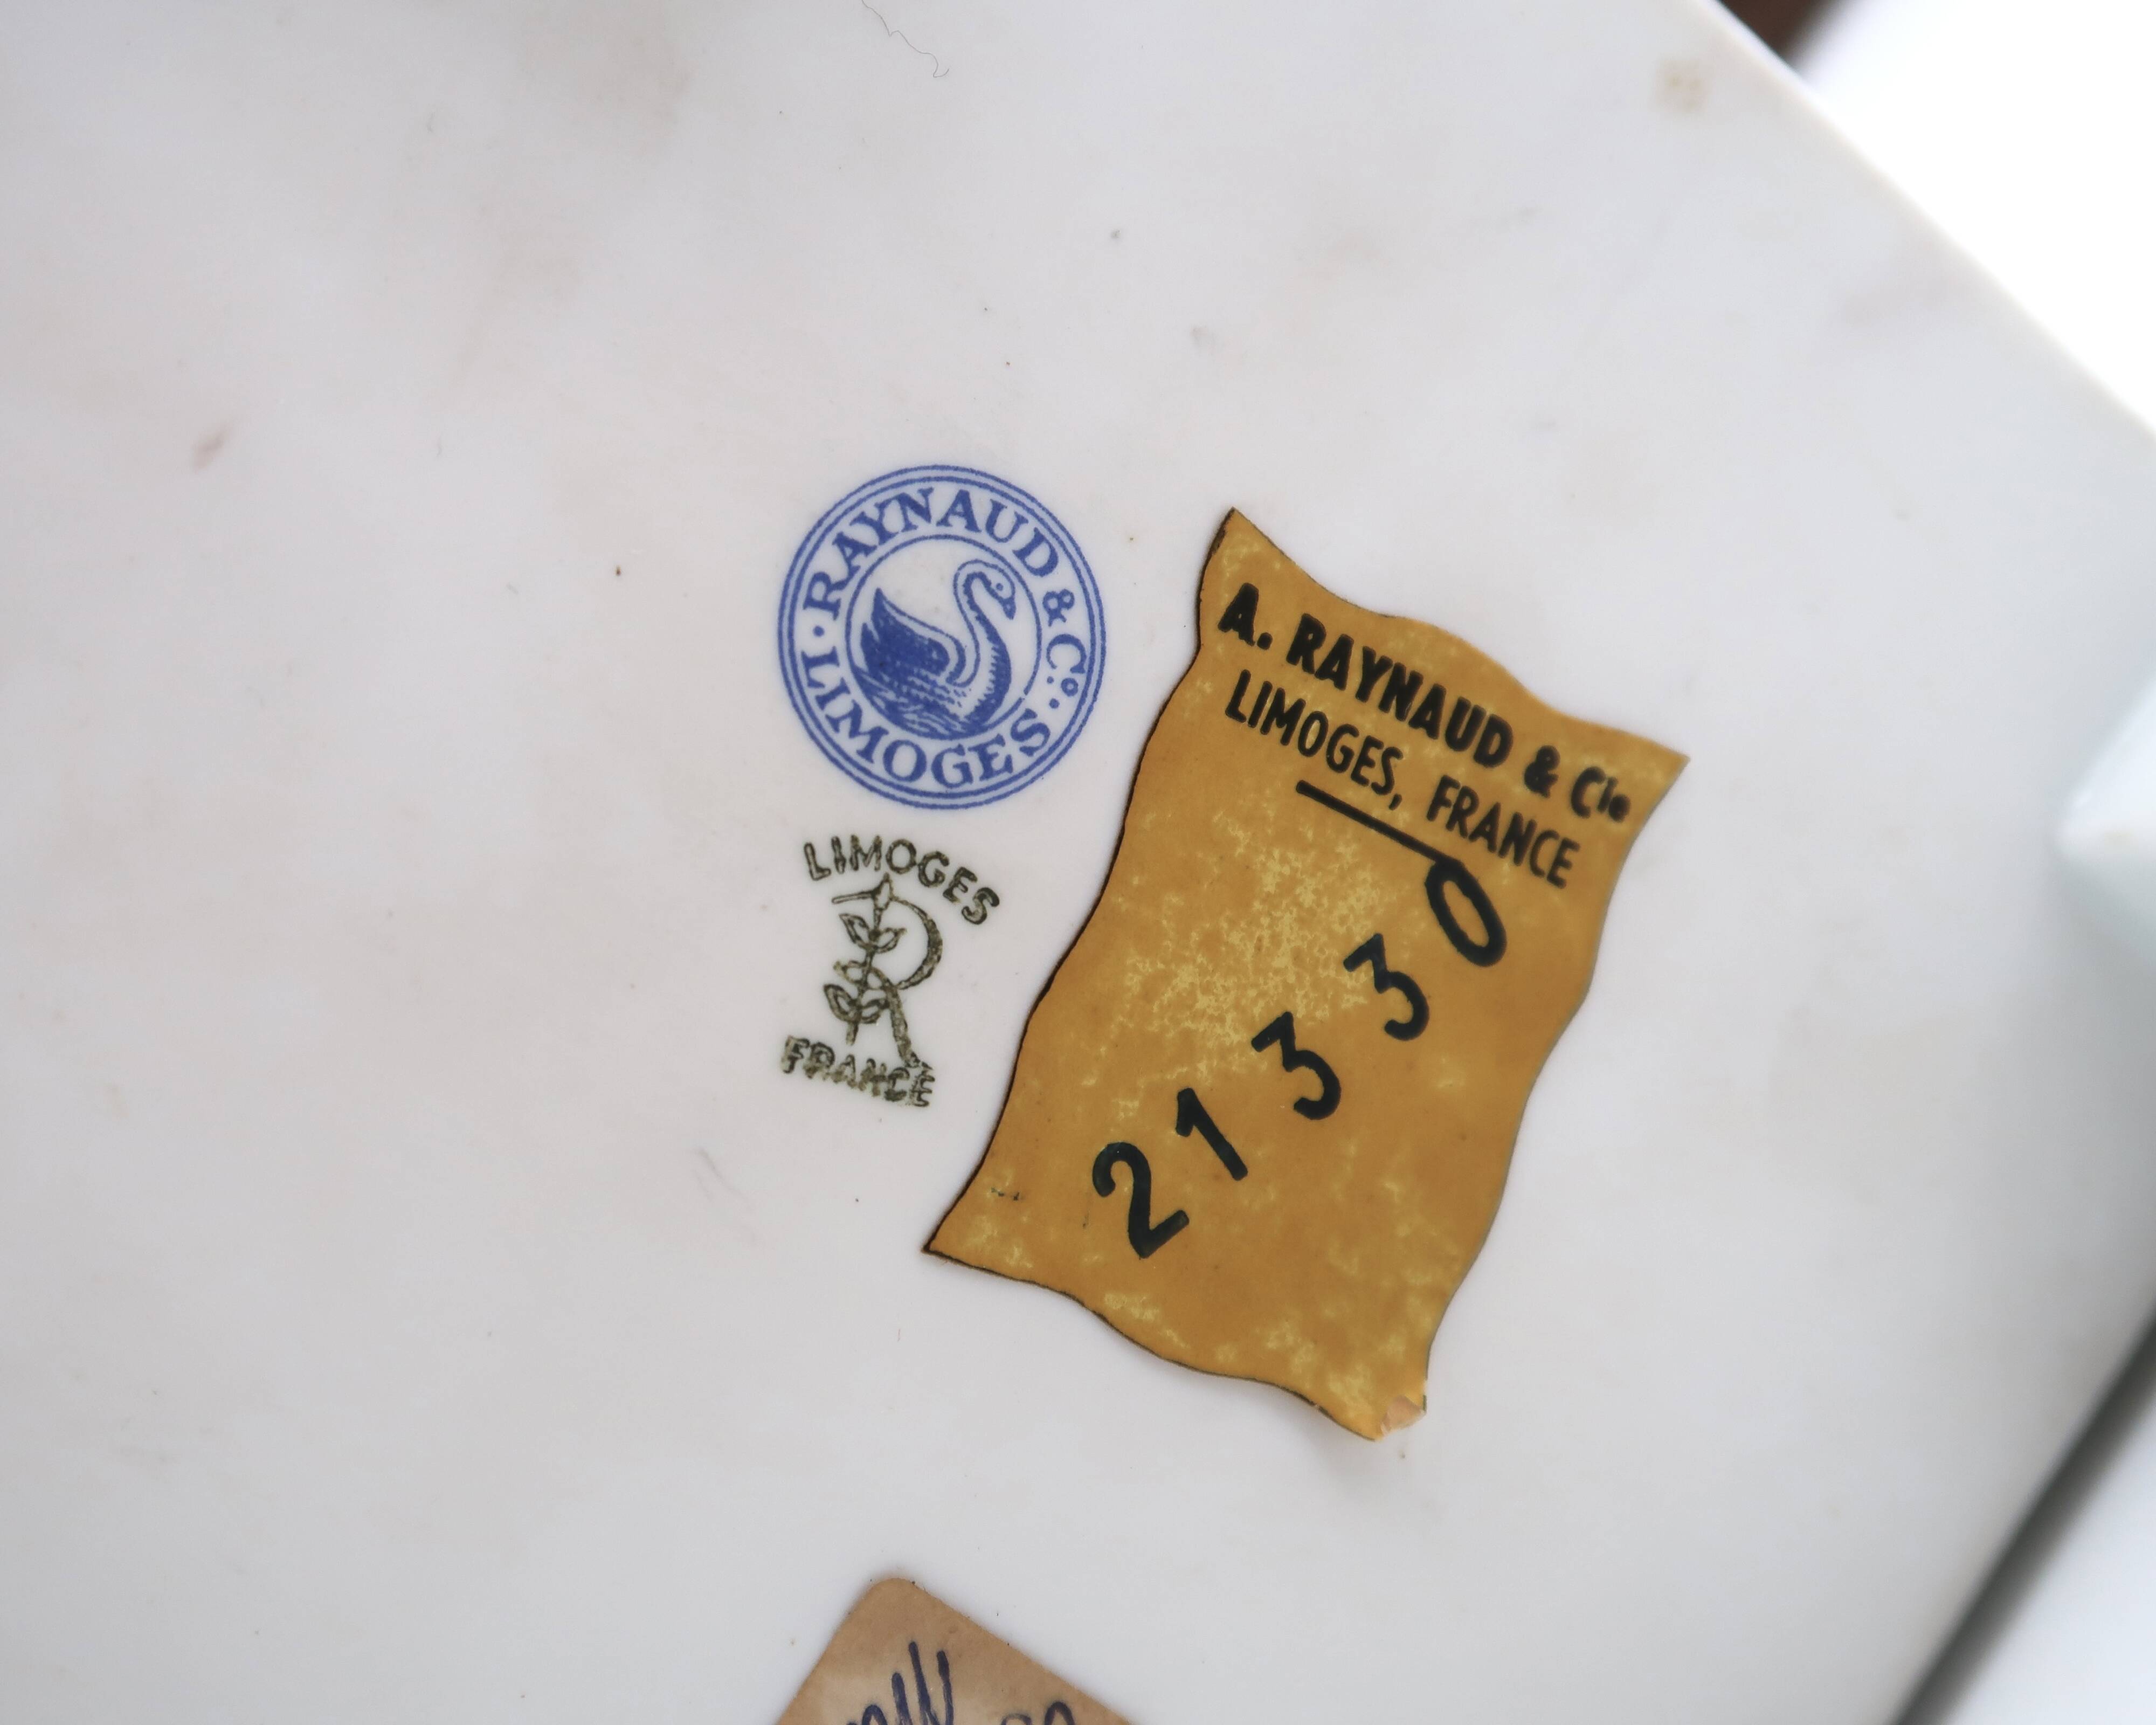 RAYNAUD & Co.
LIMOGES
LIMOGES
FRANCE
A. RAYNAUD & Cie
LIMOGES, FRANCE
21330